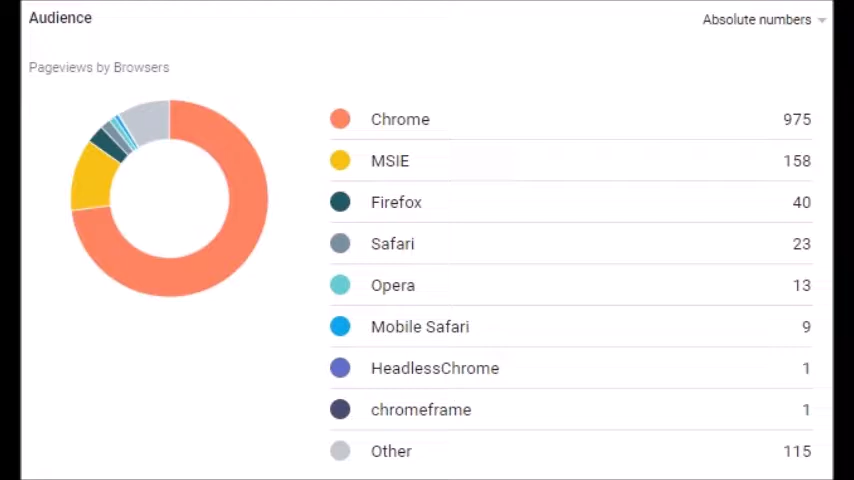 Audience
Absolute numbers
Pageviews by Browsers
Chrome 975
MSIE 158
Firefox 40
Safari 23
Opera 13
Mobile Safari 9
HeadlessChrome 1
chromeframe 1
Other 115